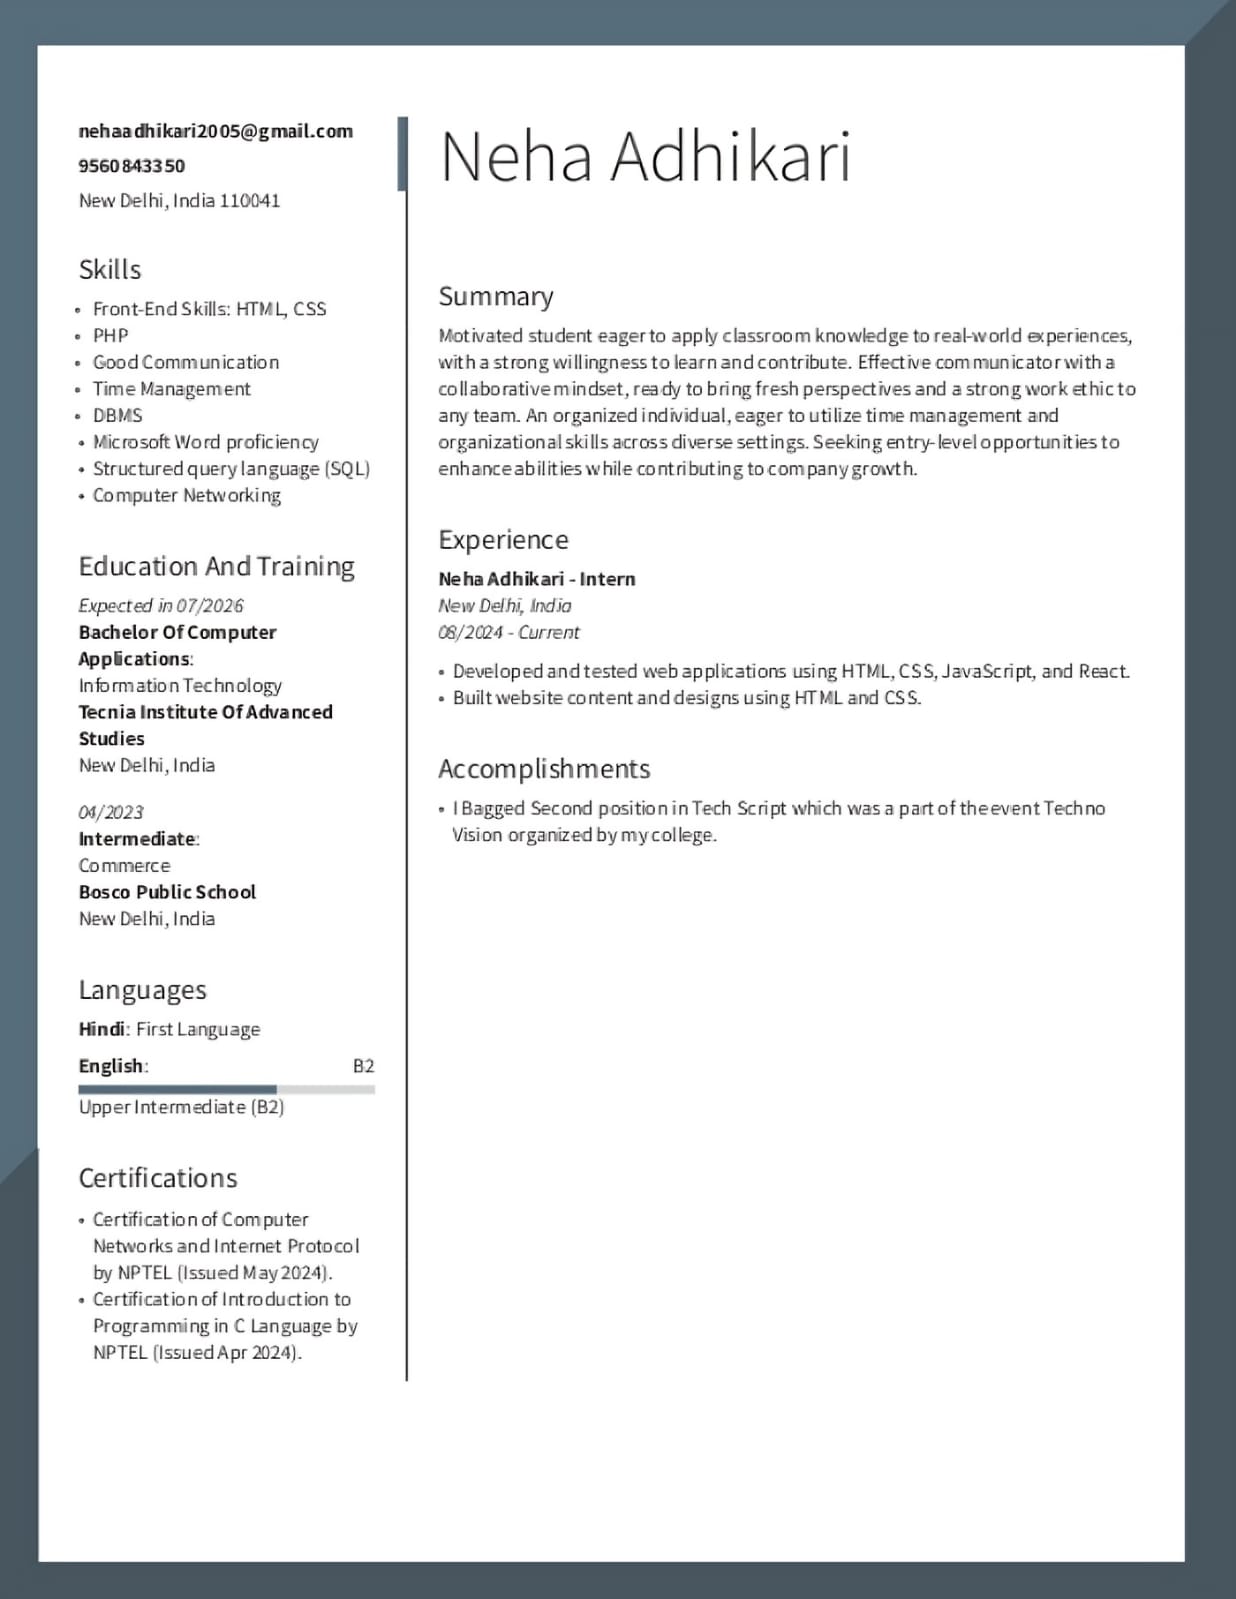 nehaadhikari2005@gmail.com
9560843350
New Delhi, India 110041
Skills
• Front-End Skills: HTML, CSS
• PHP
• Good Communication
• Time Management
• DBMS
• Microsoft Word proficiency
• Structured query language (SQL)
• Computer Networking
Education And Training
Expected in 07/2026
Bachelor Of Computer
Applications:
Information Technology
Tecnia Institute Of Advanced
Studies
New Delhi, India
04/2023
Intermediate:
Commerce
Bosco Public School
New Delhi, India
Languages
Hindi: First Language
English: B2
Upper Intermediate (B2)
Certifications
• Certification of Computer
Networks and Internet Protocol
by NPTEL (Issued May 2024).
• Certification of Introduction to
Programming in C Language by
NPTEL (Issued Apr 2024).
Neha Adhikari
Summary
Motivated student eager to apply classroom knowledge to real-world experiences,
with a strong willingness to learn and contribute. Effective communicator with a
collaborative mindset, ready to bring fresh perspectives and a strong work ethic to
any team. An organized individual, eager to utilize time management and
organizational skills across diverse settings. Seeking entry-level opportunities to
enhance abilities while contributing to company growth.
Experience
Neha Adhikari - Intern
New Delhi, India
08/2024 - Current
• Developed and tested web applications using HTML, CSS, JavaScript, and React.
• Built website content and designs using HTML and CSS.
Accomplishments
• I Bagged Second position in Tech Script which was a part of the event Techno
Vision organized by my college.